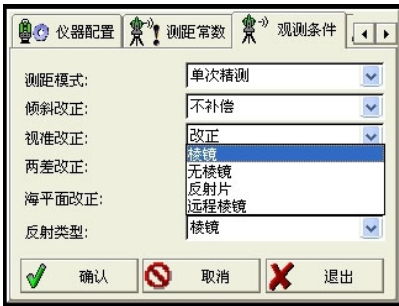 仪器配置 测距常数 观测条件
测距模式: 单次精测
倾斜改正: 不补偿
视准改正: 改正
棱镜
两差改正: 无棱镜
反射片
海平面改正: 远程棱镜
反射类型: 棱镜
确认 取消 退出